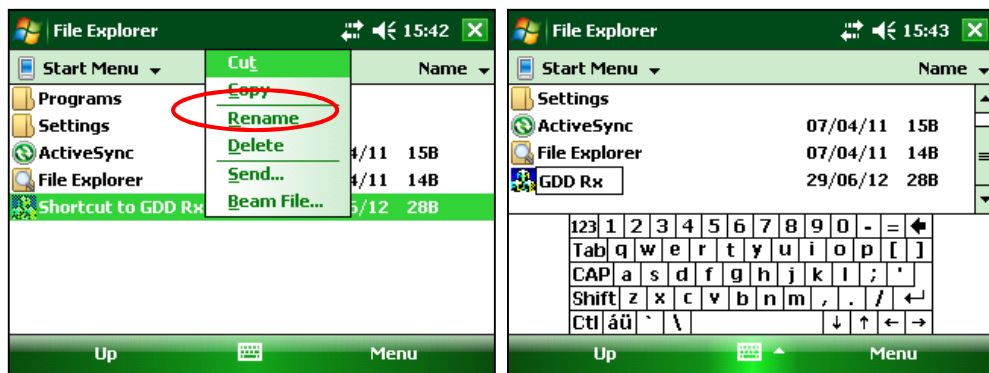 File Explorer 15:42
Start Menu Name
Programs
Settings
ActiveSync 4/11 15B
File Explorer 4/11 14B
Shortcut to GDD Rx 5/12 28B
Cut
Copy
Rename
Delete
Send...
Beam File...
Up Menu
File Explorer 15:43
Start Menu Name
Settings
ActiveSync 07/04/11 15B
File Explorer 07/04/11 14B
GDD Rx 29/06/12 28B
123 1 2 3 4 5 6 7 8 9 0 - =
Tab q w e r t y u i o p [ ]
CAP a s d f g h j k l ; '
Shift z x c v b n m , . /
Ctl áü ` \
Up Menu